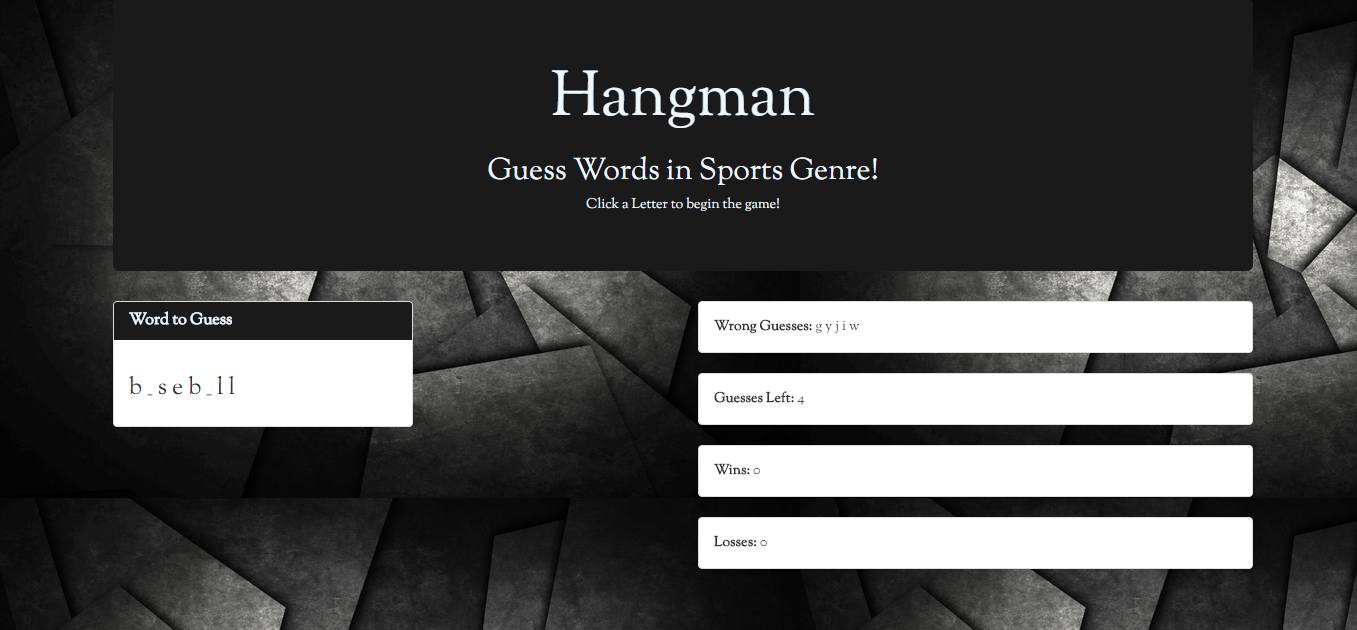 Hangman
Guess Words in Sports Genre!
Click a Letter to begin the game!
Word to Guess
b _ s e b _ l l
Wrong Guesses: g y j i w
Guesses Left: 4
Wins: 0
Losses: 0